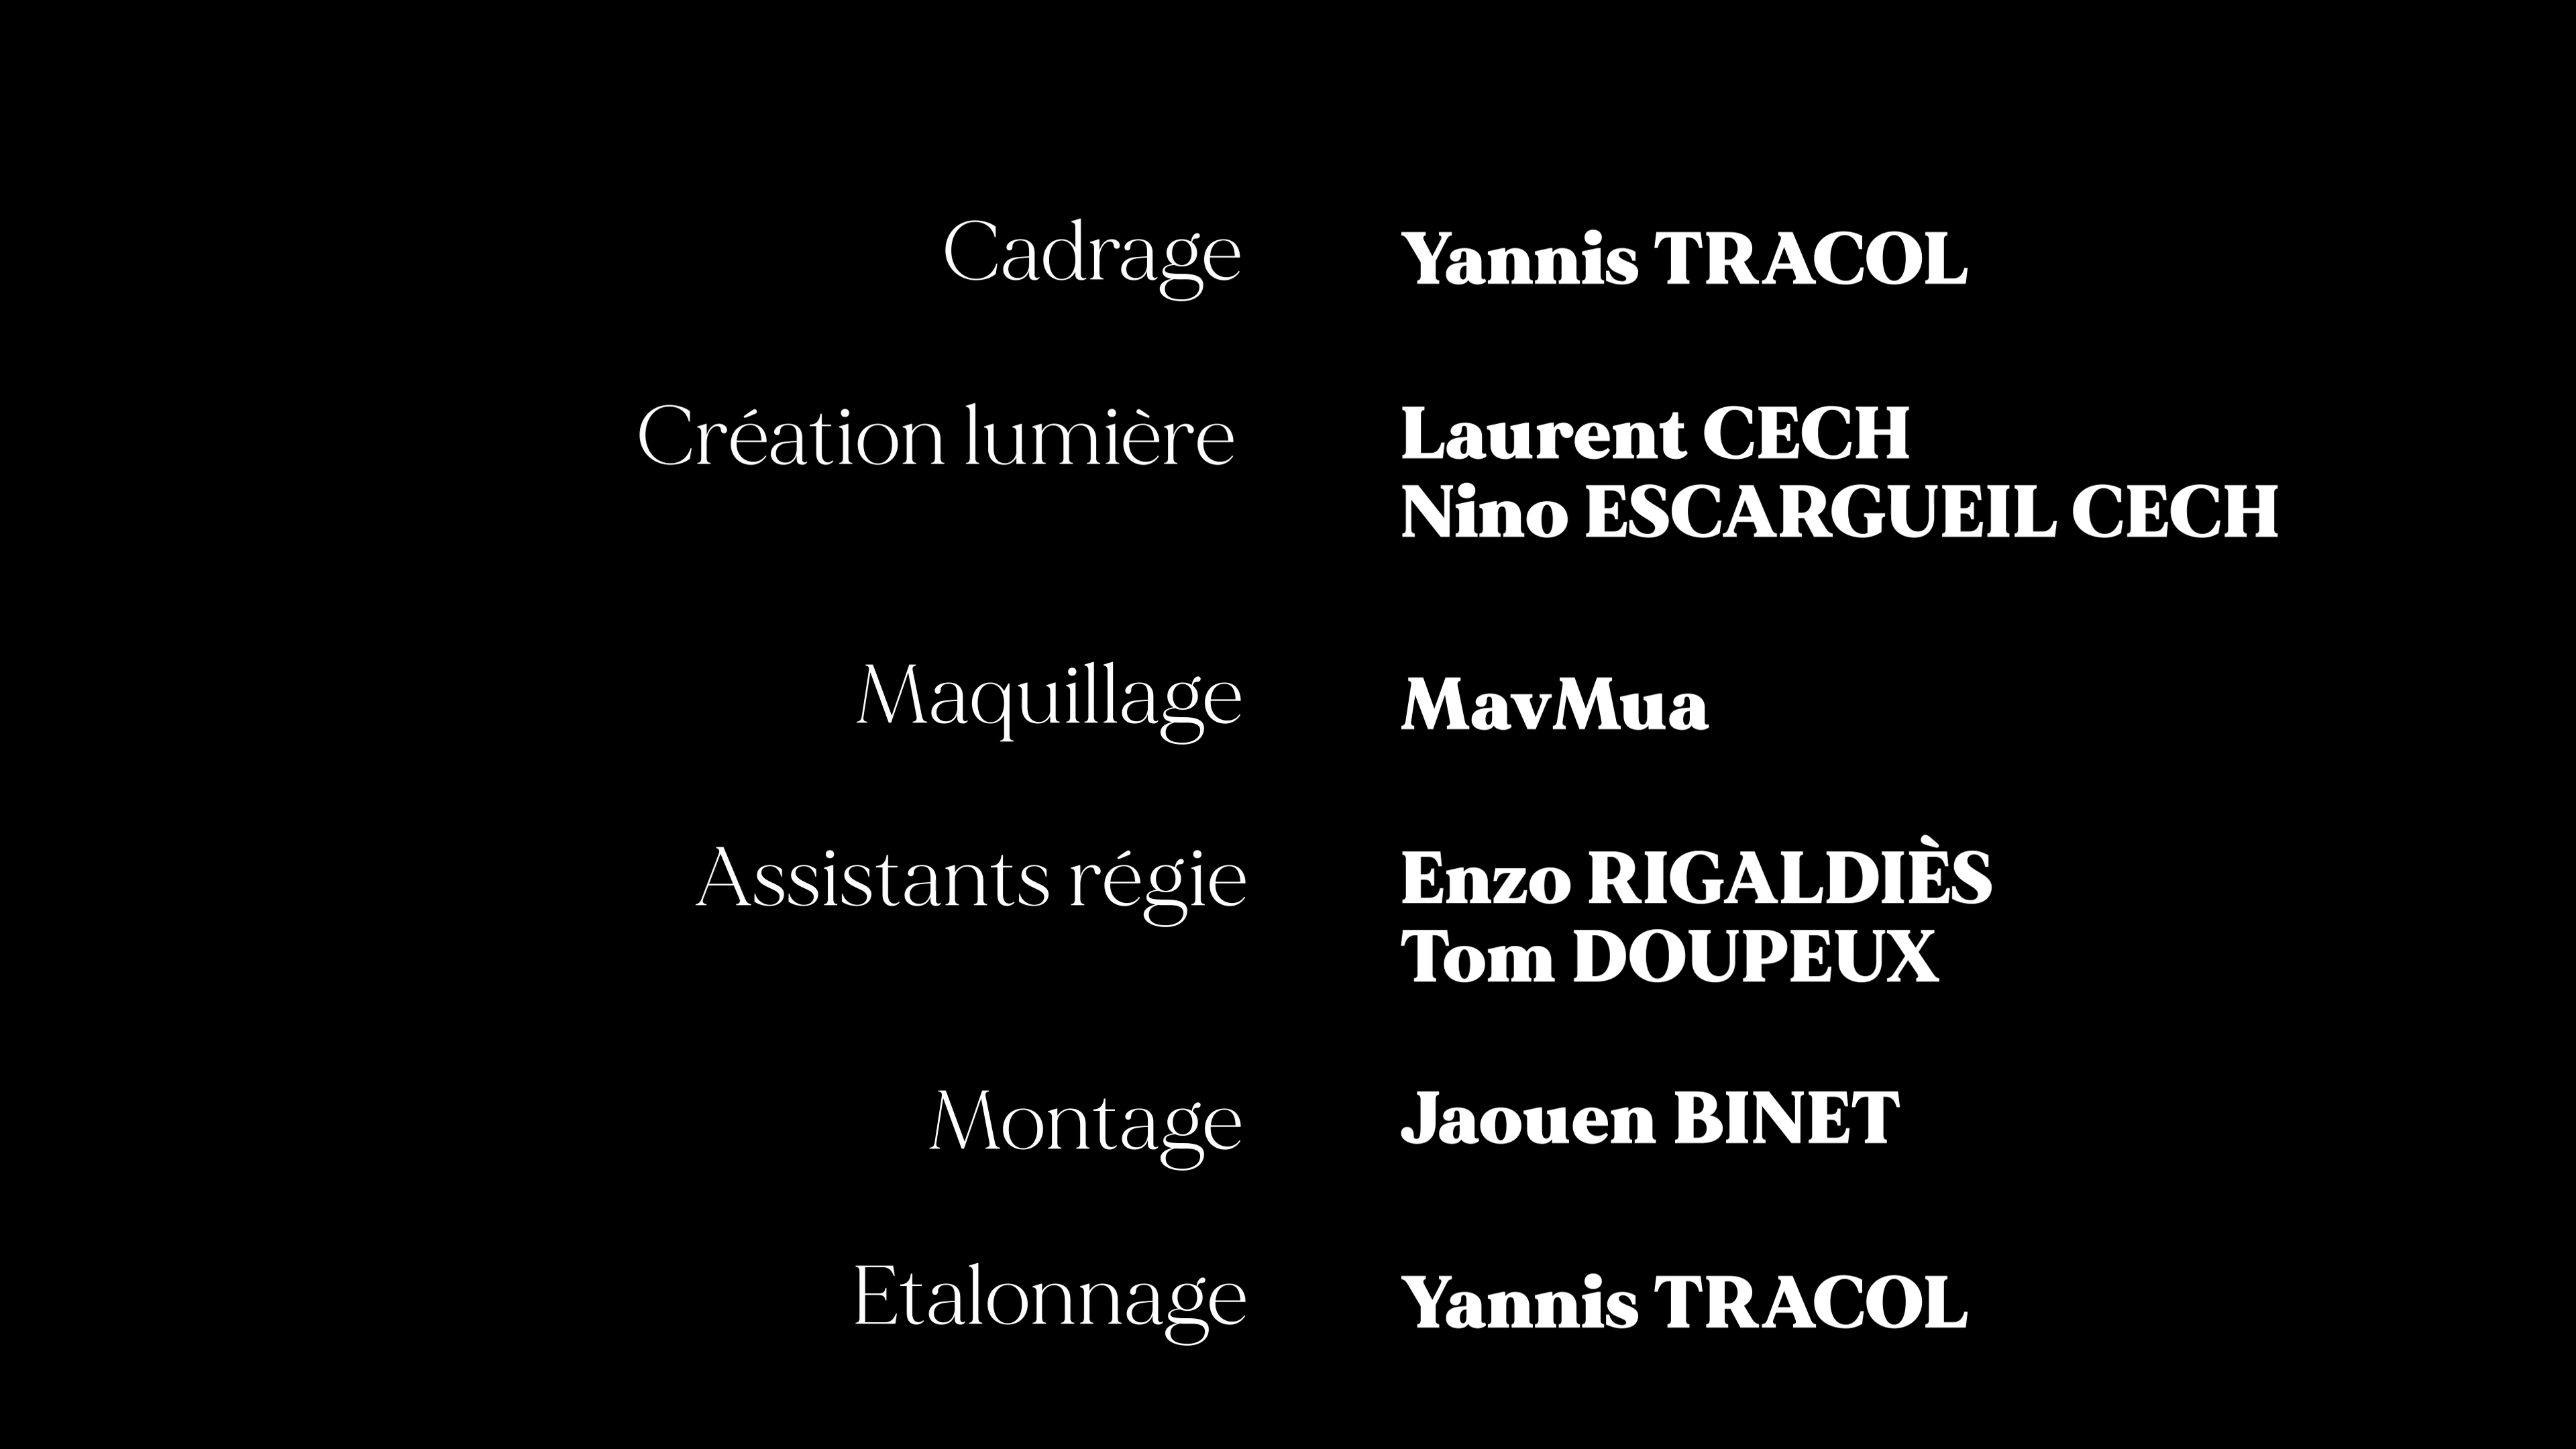 Cadrage Yannis TRACOL
Création lumière Laurent CECH
Nino ESCARGUEIL CECH
Maquillage MavMua
Assistants régie Enzo RIGALDIÈS
Tom DOUPEUX
Montage Jaouen BINET
Etalonnage Yannis TRACOL